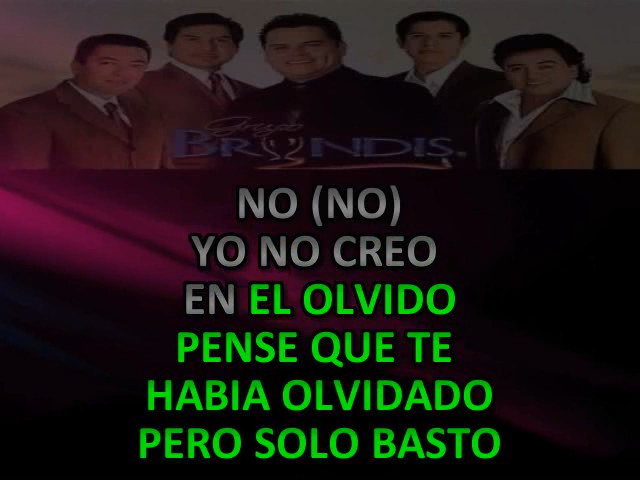 Grupo
BRYNDIS.
NO (NO)
YO NO CREO
EN EL OLVIDO
PENSE QUE TE
HABIA OLVIDADO
PERO SOLO BASTO